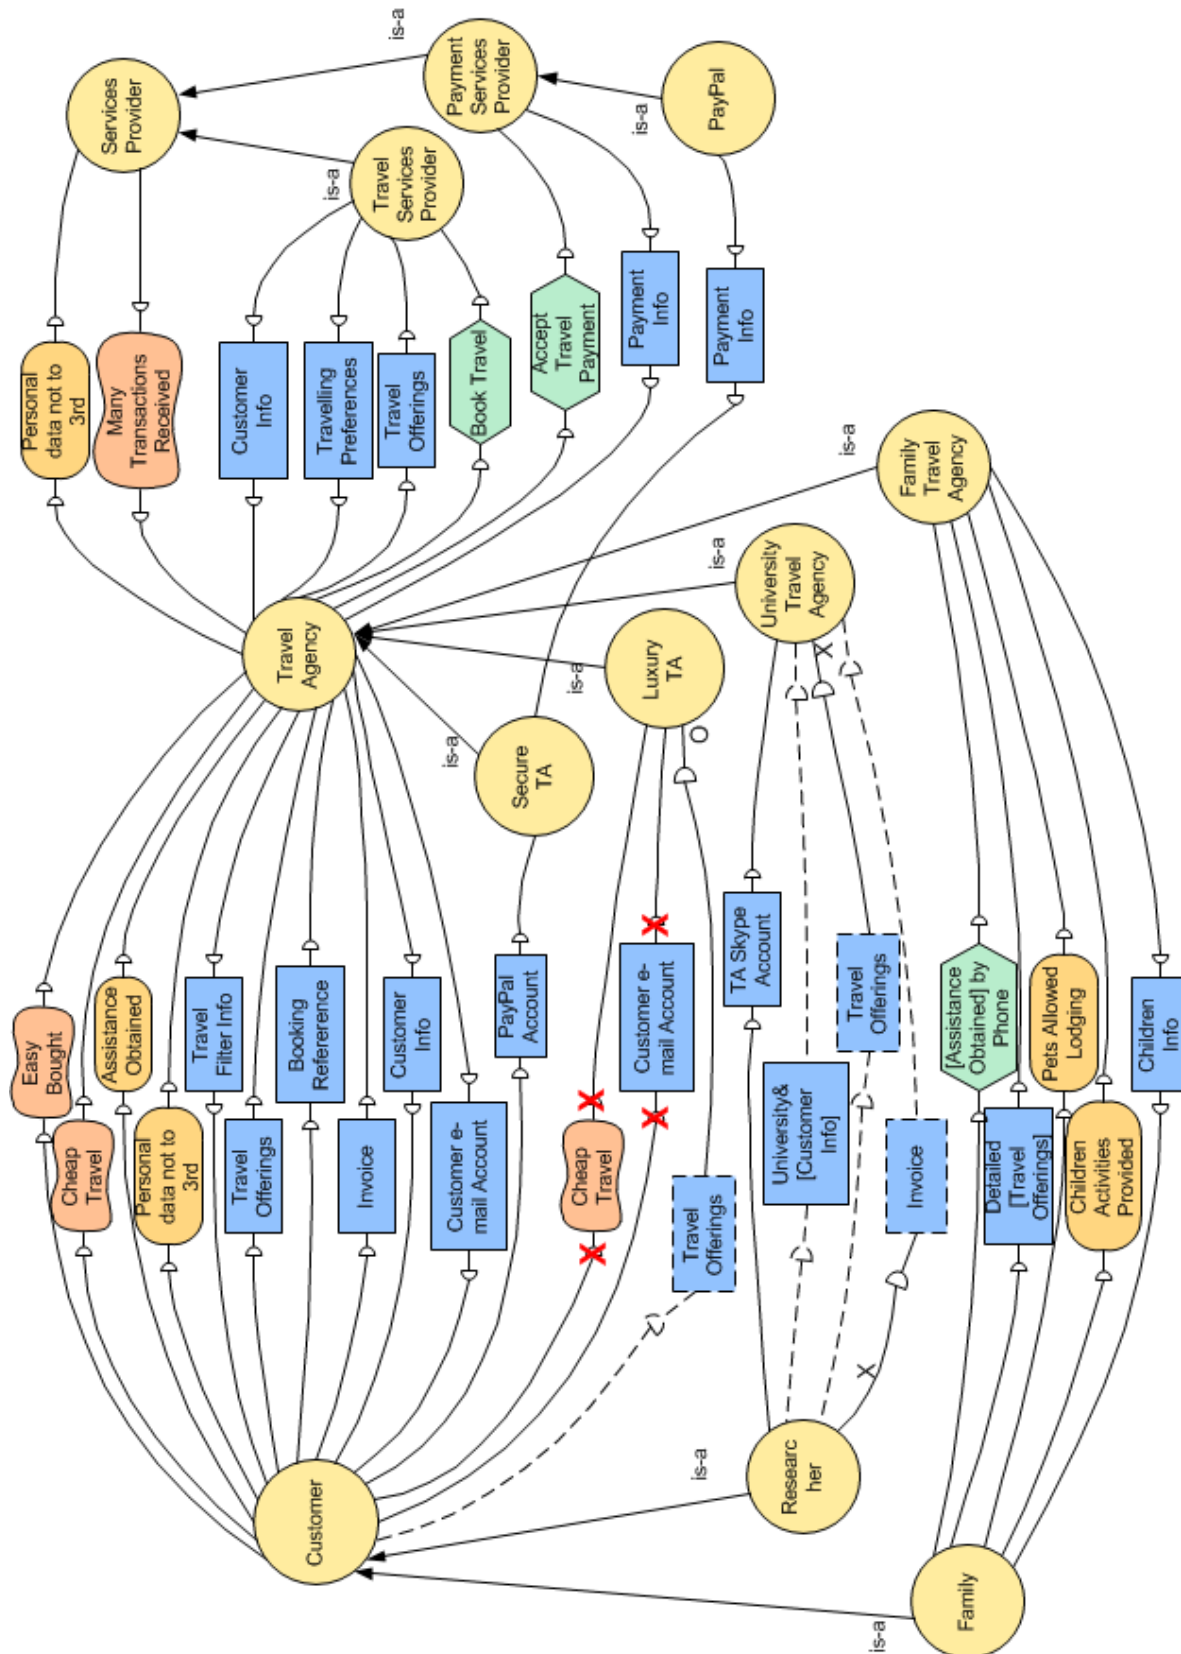 Easy
Bought
Cheap
Travel
Assistance
Obtained
Personal
data not to
3rd
Travel
Filter Info
Travel
Offerings
Booking
Reference
Invoice
Customer
Info
Customer e-
mail Account
PayPal
Account
Cheap
Travel
X
X
Customer e-
mail Account
X
X
Travel
Offerings
O
Customer
Travel
Agency
Secure
TA
is-a
Luxury
TA
is-a
University
Travel
Agency
is-a
Family
Travel
Agency
is-a
Personal
data not to
3rd
Many
Transactions
Received
Customer
Info
Travelling
Preferences
Travel
Offerings
Book Travel
Accept
Travel
Payment
Payment
Info
Payment
Info
Services
Provider
Travel
Services
Provider
is-a
Payment
Services
Provider
is-a
PayPal
is-a
Researc
her
is-a
TA Skype
Account
University&
[Customer
Info]
Travel
Offerings
X
Invoice
X
Family
is-a
[Assistance
Obtained] by
Phone
Detailed
[Travel
Offerings]
Pets Allowed
Lodging
Children
Activities
Provided
Children
Info